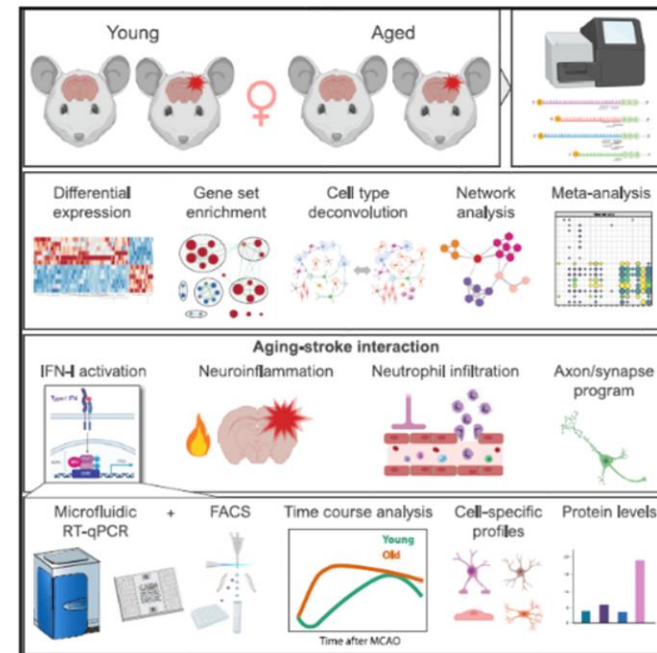 Young
Aged
Differential
expression
Gene set
enrichment
Cell type
deconvolution
Network
analysis
Meta-analysis
Aging-stroke interaction
IFN-I activation
Neuroinflammation
Neutrophil infiltration
Axon/synapse
program
Type I IFN
Microfluidic
RT-qPCR
+
FACS
Time course analysis
Young
Old
Time after MCAO
Cell-specific
profiles
Protein levels